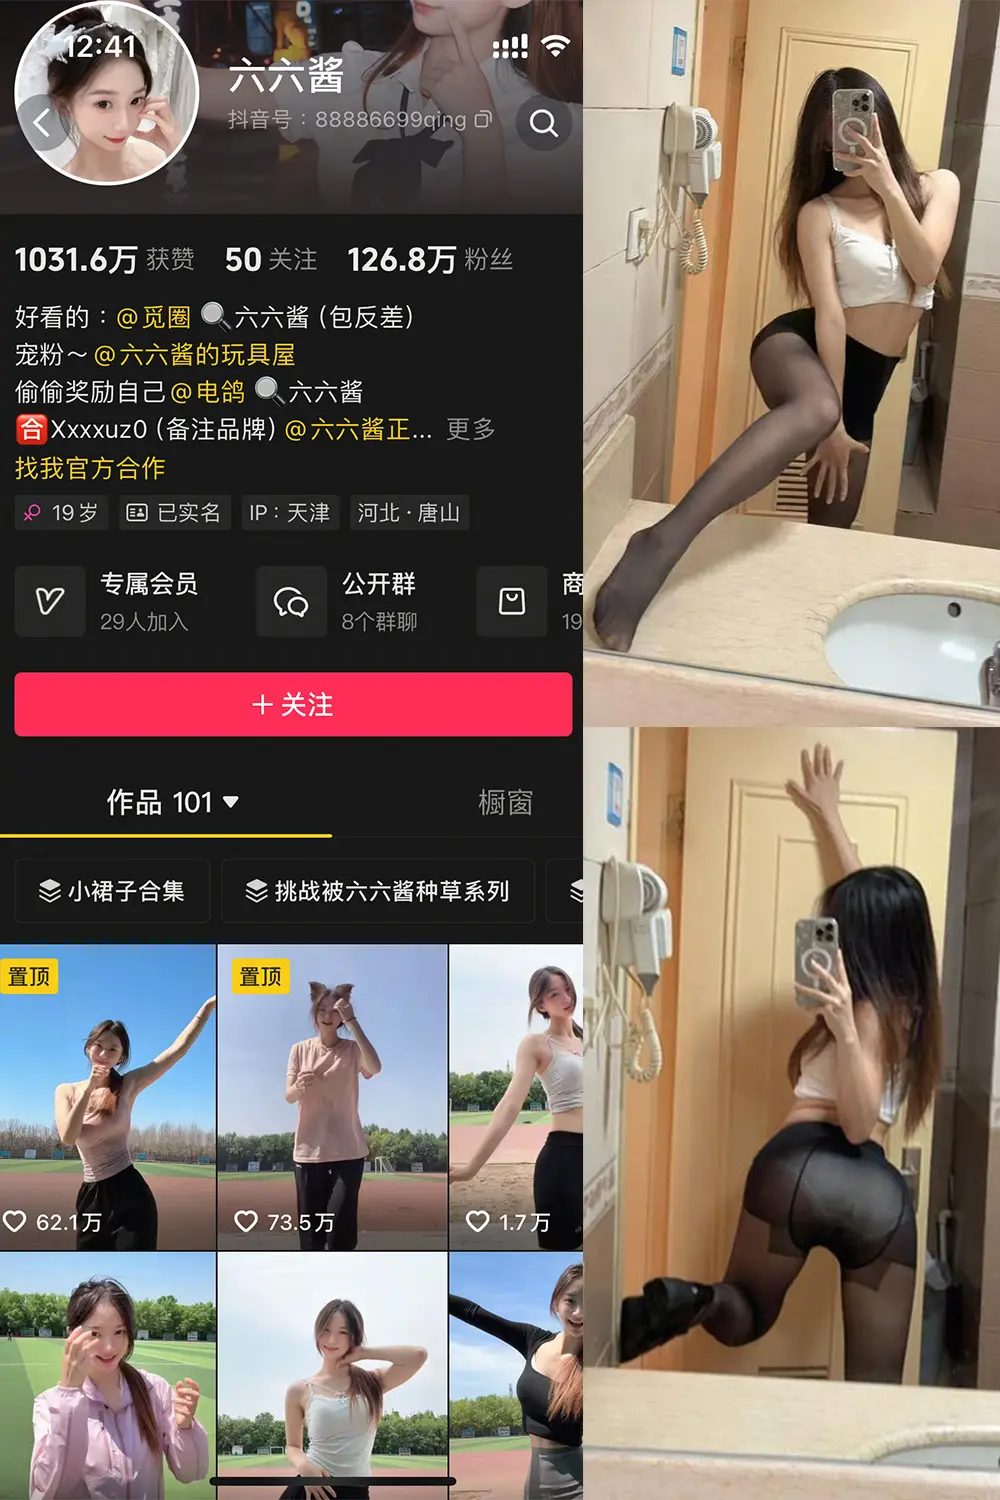 12:41
六六酱
抖音号：88886699qing
1031.6万 获赞 50 关注 126.8万 粉丝
好看的：@觅圈 🔍六六酱（包反差）
宠粉～@六六酱的玩具屋
偷偷奖励自己@电鸽 🔍六六酱
🈴Xxxxuz0（备注品牌）@六六酱正... 更多
找我官方合作
19岁 已实名 IP：天津 河北·唐山
专属会员 公开群 商
29人加入 8个群聊 19
＋关注
作品 101 橱窗
小裙子合集 挑战被六六酱种草系列
置顶 置顶
62.1万 73.5万 1.7万